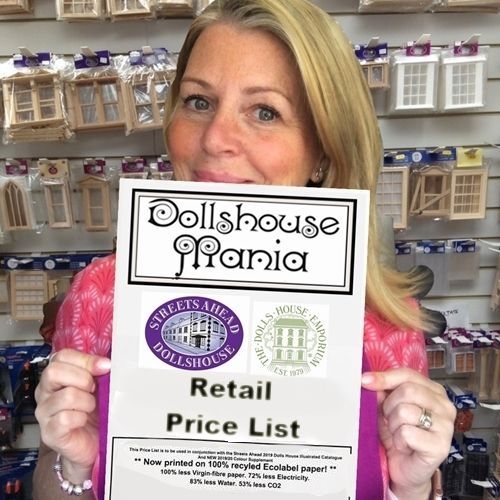 Dollshouse
Mania
STREETS AHEAD
DOLLSHOUSE
THE·DOLLS·HOUSE·EMPORIUM
EST 1979
Retail
Price List
This Price List is to be used in conjunction with the Streets Ahead 2019 Dolls House Illustrated Catalogue
And NEW 2019/20 Colour Supplement
** Now printed on 100% recyled Ecolabel paper! **
100% less Virgin-fibre paper. 72% less Electricity.
83% less Water. 53% less CO2